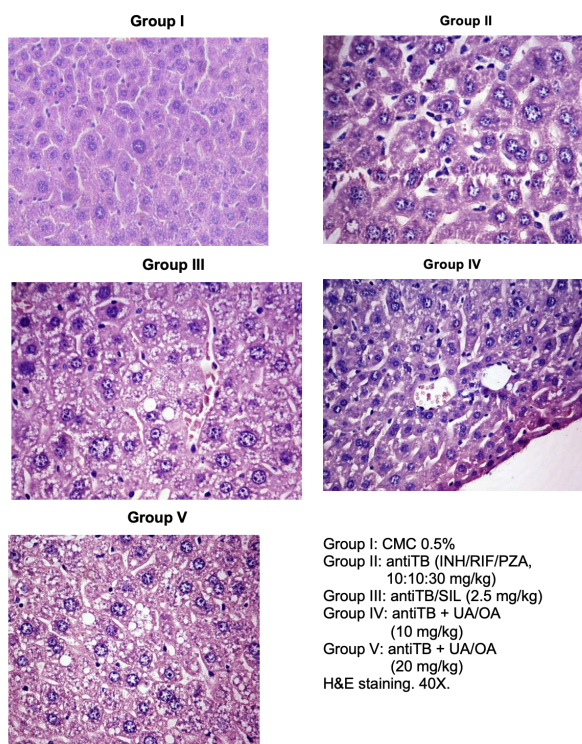 Group I
Group II
Group III
Group IV
Group V
Group I: CMC 0.5%
Group II: antiTB (INH/RIF/PZA,
10:10:30 mg/kg)
Group III: antiTB/SIL (2.5 mg/kg)
Group IV: antiTB + UA/OA
(10 mg/kg)
Group V: antiTB + UA/OA
(20 mg/kg)
H&E staining. 40X.